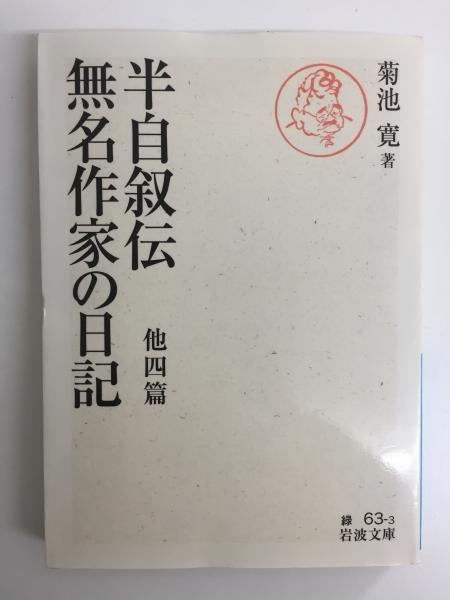 菊池 寛 著
半自叙伝
無名作家の日記
他四篇
緑 63-3
岩波文庫